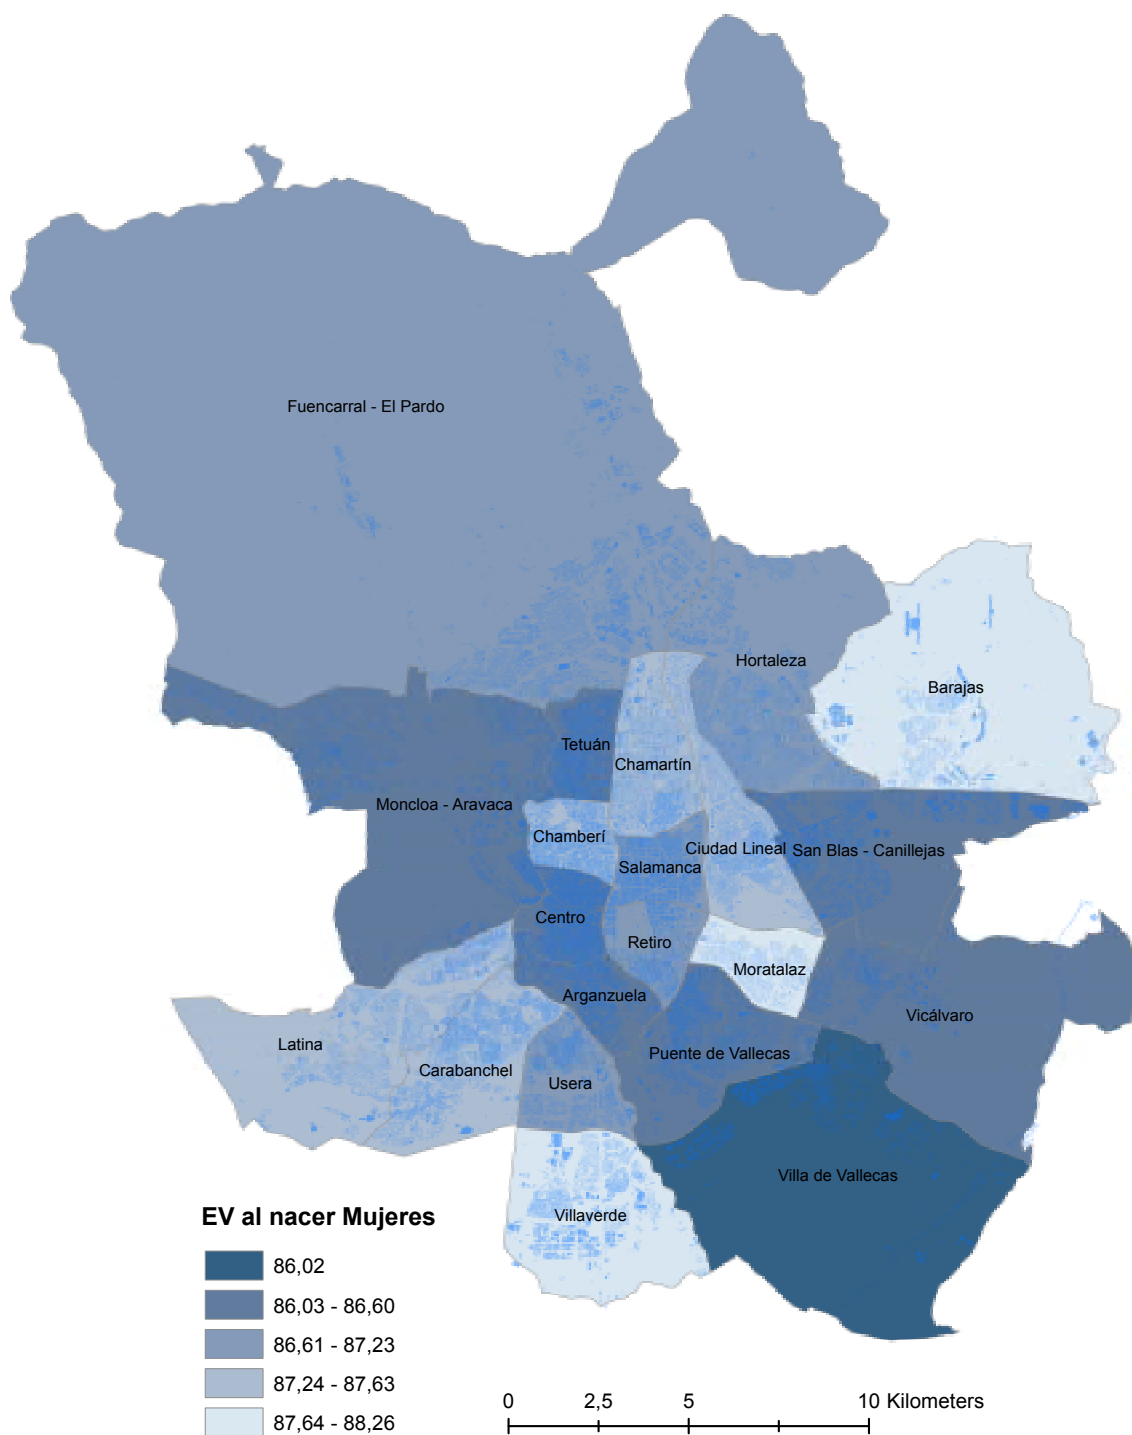 Fuencarral - El Pardo
Hortaleza
Barajas
Tetuán
Chamartín
Moncloa - Aravaca
Chamberí
Ciudad Lineal
San Blas - Canillejas
Salamanca
Centro
Retiro
Moratalaz
Arganzuela
Vicálvaro
Latina
Puente de Vallecas
Carabanchel
Usera
Villa de Vallecas
Villaverde
EV al nacer Mujeres
86,02
86,03 - 86,60
86,61 - 87,23
87,24 - 87,63
87,64 - 88,26
0 2,5 5 10 Kilometers